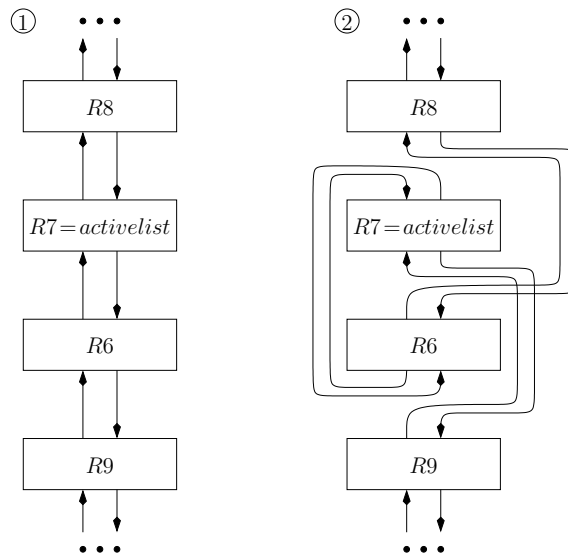 ① ②
R8 R8
R7=activelist R7=activelist
R6 R6
R9 R9